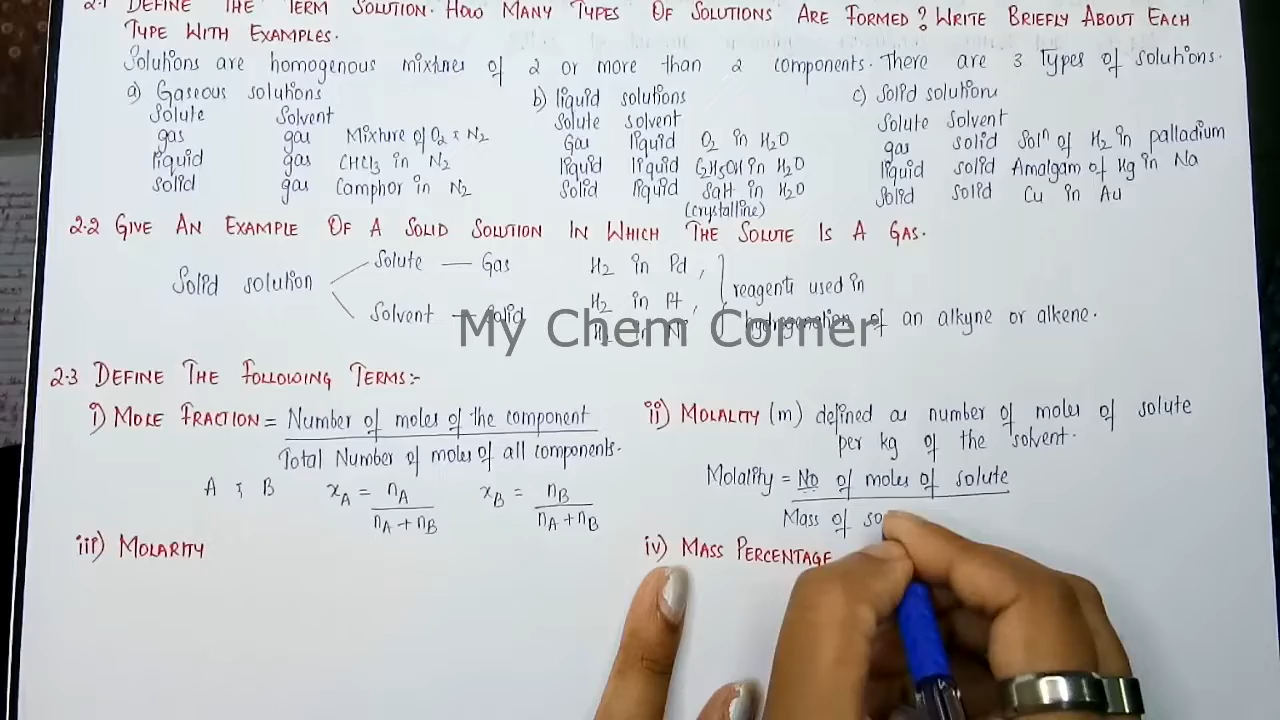 2.1 DEFINE THE TERM SOLUTION. HOW MANY TYPES OF SOLUTIONS ARE FORMED? WRITE BRIEFLY ABOUT EACH
TYPE WITH EXAMPLES.
Solutions are homogenous mixtures of 2 or more than 2 components. There are 3 Types of solutions.
a) Gaseous solutions
Solute Solvent
gas gas Mixture of O2 & N2
liquid gas CHCl3 in N2
Solid gas Camphor in N2
b) liquid solutions
Solute solvent
Gas liquid O2 in H2O
liquid liquid C2H5OH in H2O
Solid liquid Salt in H2O
(crystalline)
c) Solid solution
Solute Solvent
gas solid Solⁿ of H2 in palladium
liquid solid Amalgam of Hg in Na
Solid solid Cu in Au
2.2 GIVE AN EXAMPLE OF A SOLID SOLUTION IN WHICH THE SOLUTE IS A GAS.
Solid solution
Solute — Gas
Solvent — Solid
H2 in Pd,
H2 in Pt,
H2 in Ni
reagents used in
hydrogenation of an alkyne or alkene.
My Chem Corner
2.3 DEFINE THE FOLLOWING TERMS:-
i) MOLE FRACTION = Number of moles of the component
Total Number of moles of all components.
A & B xA = nA xB = nB
nA + nB nA + nB
ii) MOLALITY (m) defined as number of moles of solute
per kg of the solvent.
Molality = No of moles of solute
Mass of so
iii) MOLARITY
iv) MASS PERCENTAGE